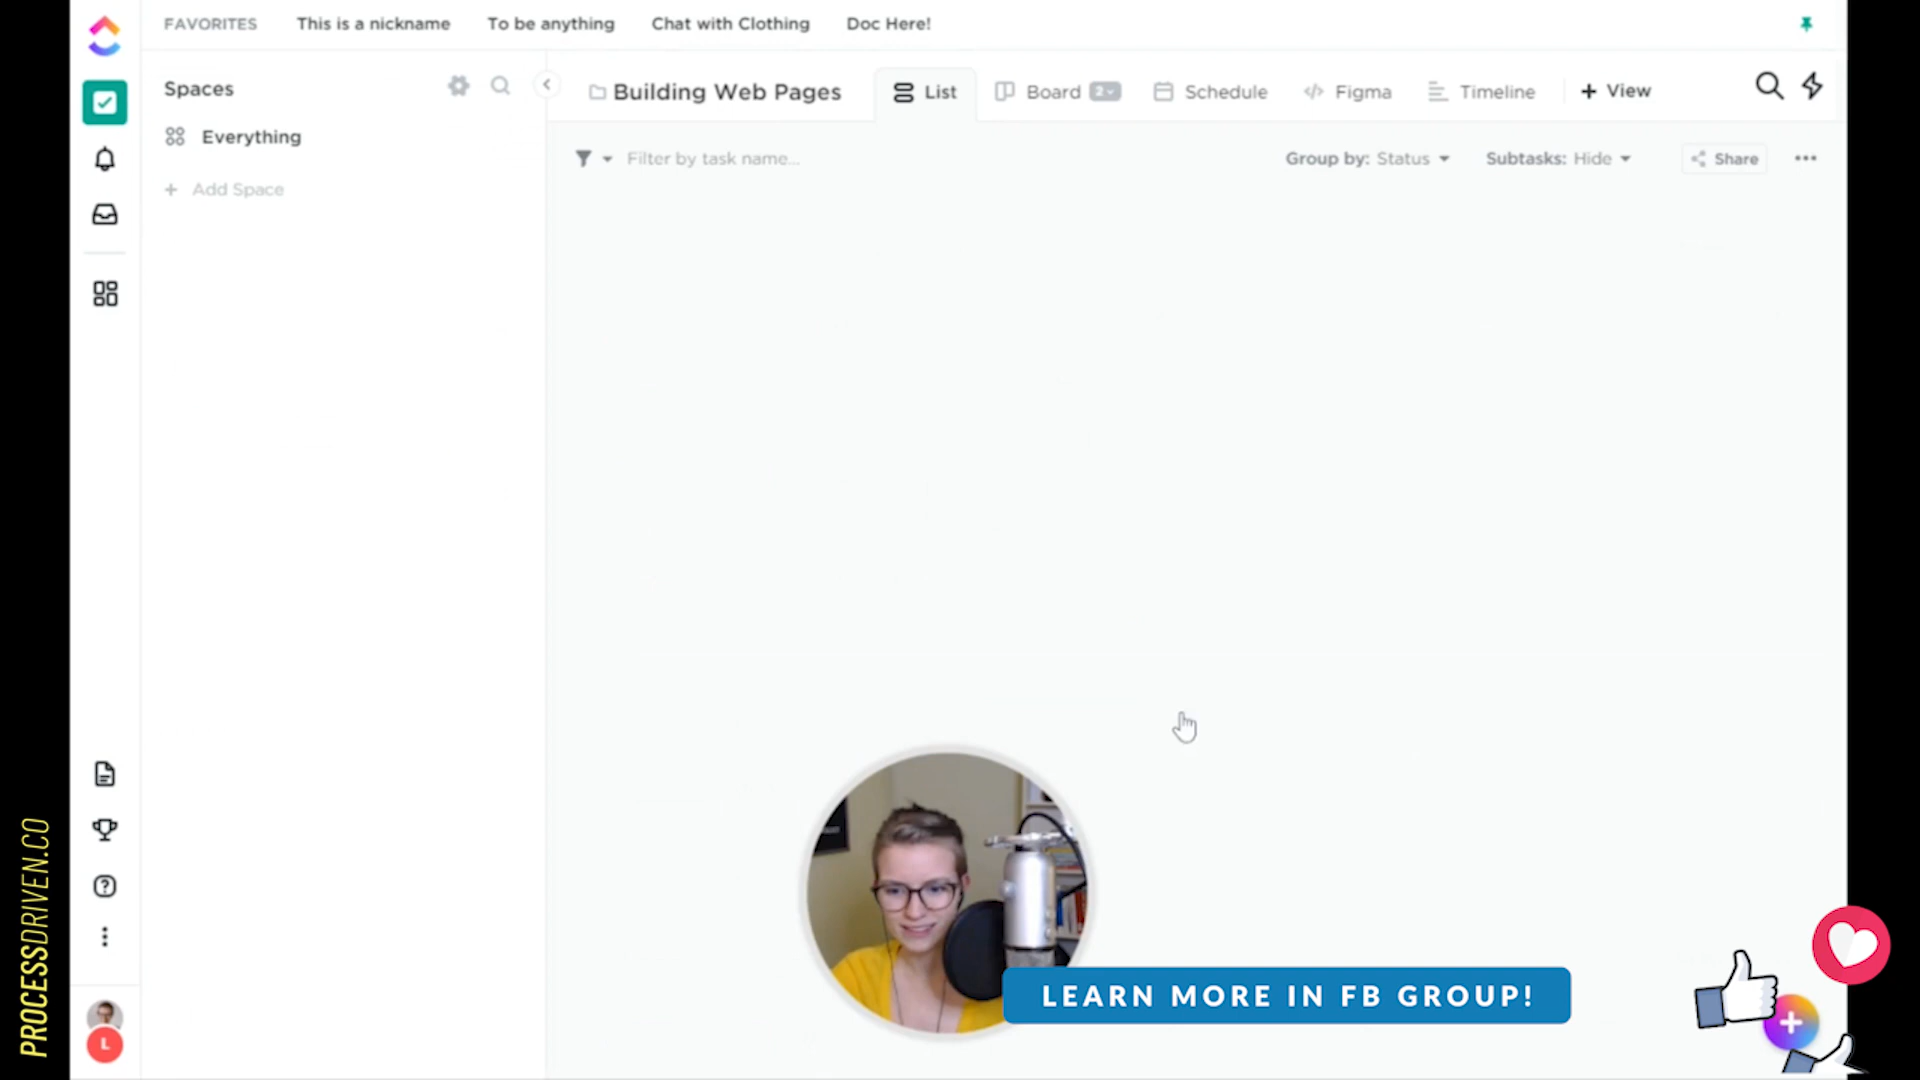 FAVORITES This is a nickname To be anything Chat with Clothing Doc Here!
Spaces
Everything
+ Add Space
Building Web Pages List Board 2 Schedule Figma Timeline + View
Filter by task name... Group by: Status Subtasks: Hide Share
PROCESSDRIVEN.CO
L
LEARN MORE IN FB GROUP!